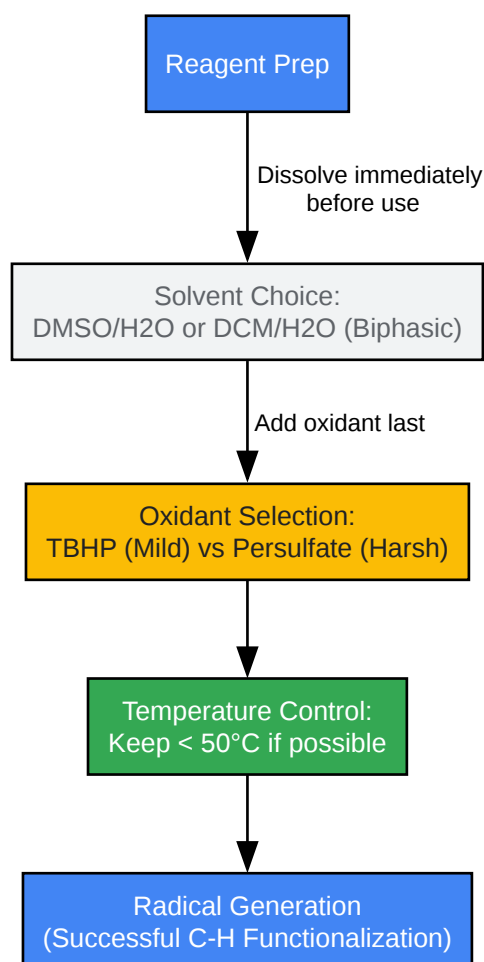 Reagent Prep
Dissolve immediately
before use
Solvent Choice:
DMSO/H2O or DCM/H2O (Biphasic)
Add oxidant last
Oxidant Selection:
TBHP (Mild) vs Persulfate (Harsh)
Temperature Control:
Keep < 50°C if possible
Radical Generation
(Successful C-H Functionalization)